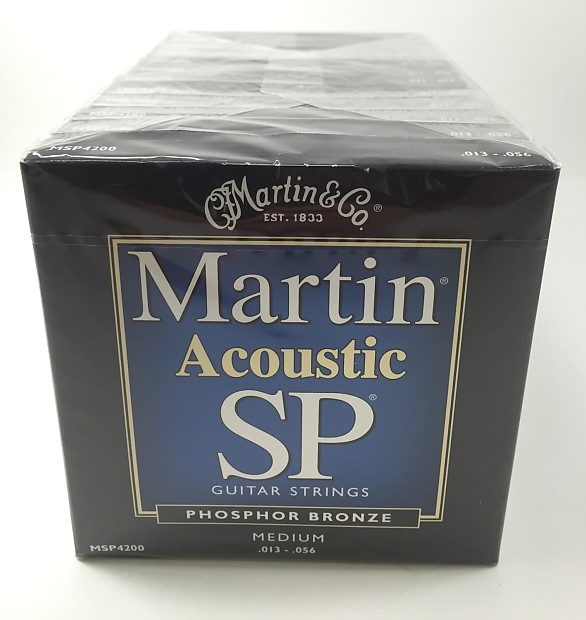 MSP4200 .013 - .056
.013 - .056
C.F. Martin & Co.®
EST. 1833
Martin®
Acoustic
SP®
GUITAR STRINGS
PHOSPHOR BRONZE
MEDIUM
.013 - .056
MSP4200